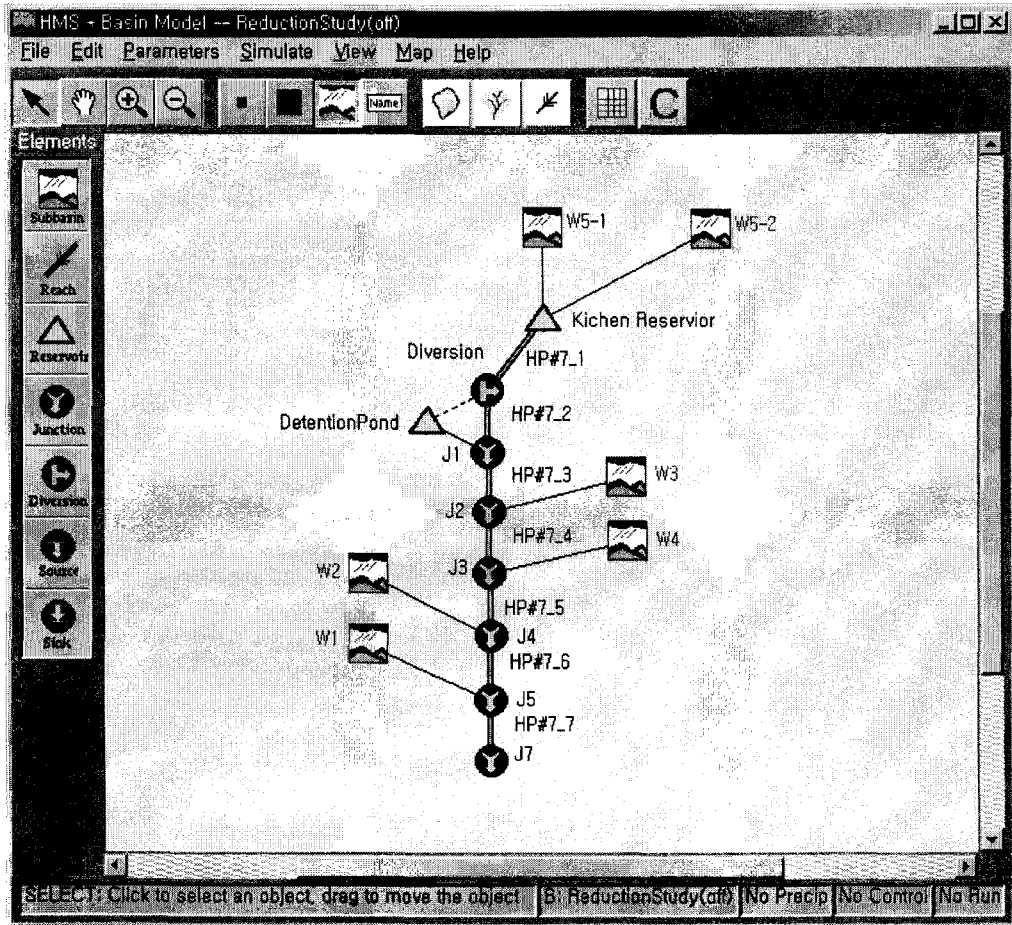 HMS - Basin Model -- ReductionStudy(off)
File Edit Parameters Simulate View Map Help
Name
C
Elements
Subbasin
Reach
Reservoir
Junction
Diversion
Source
Sink
W5-1
W5-2
Kichen Reservior
Diversion
HP#7_1
HP#7_2
DetentionPond
J1
HP#7_3
W3
J2
HP#7_4
W4
J3
W2
HP#7_5
W1
J4
HP#7_6
J5
HP#7_7
J7
SELECT: Click to select an object, drag to move the object B: ReductionStudy(off) No Precip No Control No Run